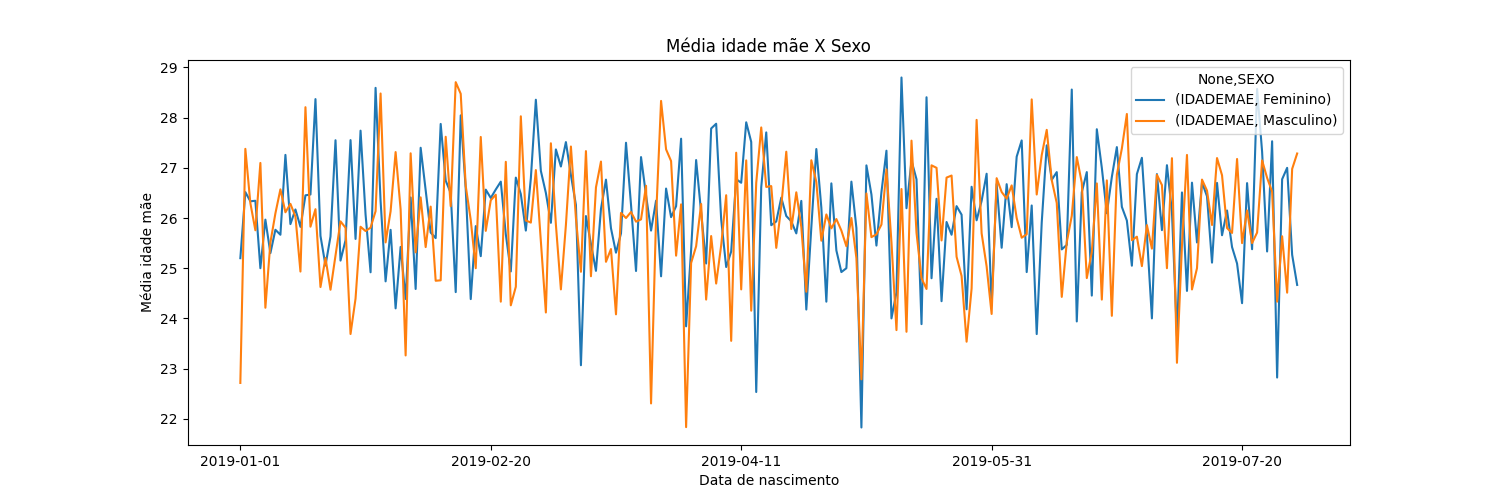 Média idade mãe X Sexo
29
28
27
26
25
24
23
22
Média idade mãe
None,SEXO
(IDADEMAE, Feminino)
(IDADEMAE, Masculino)
2019-01-01
2019-02-20
2019-04-11
2019-05-31
2019-07-20
Data de nascimento